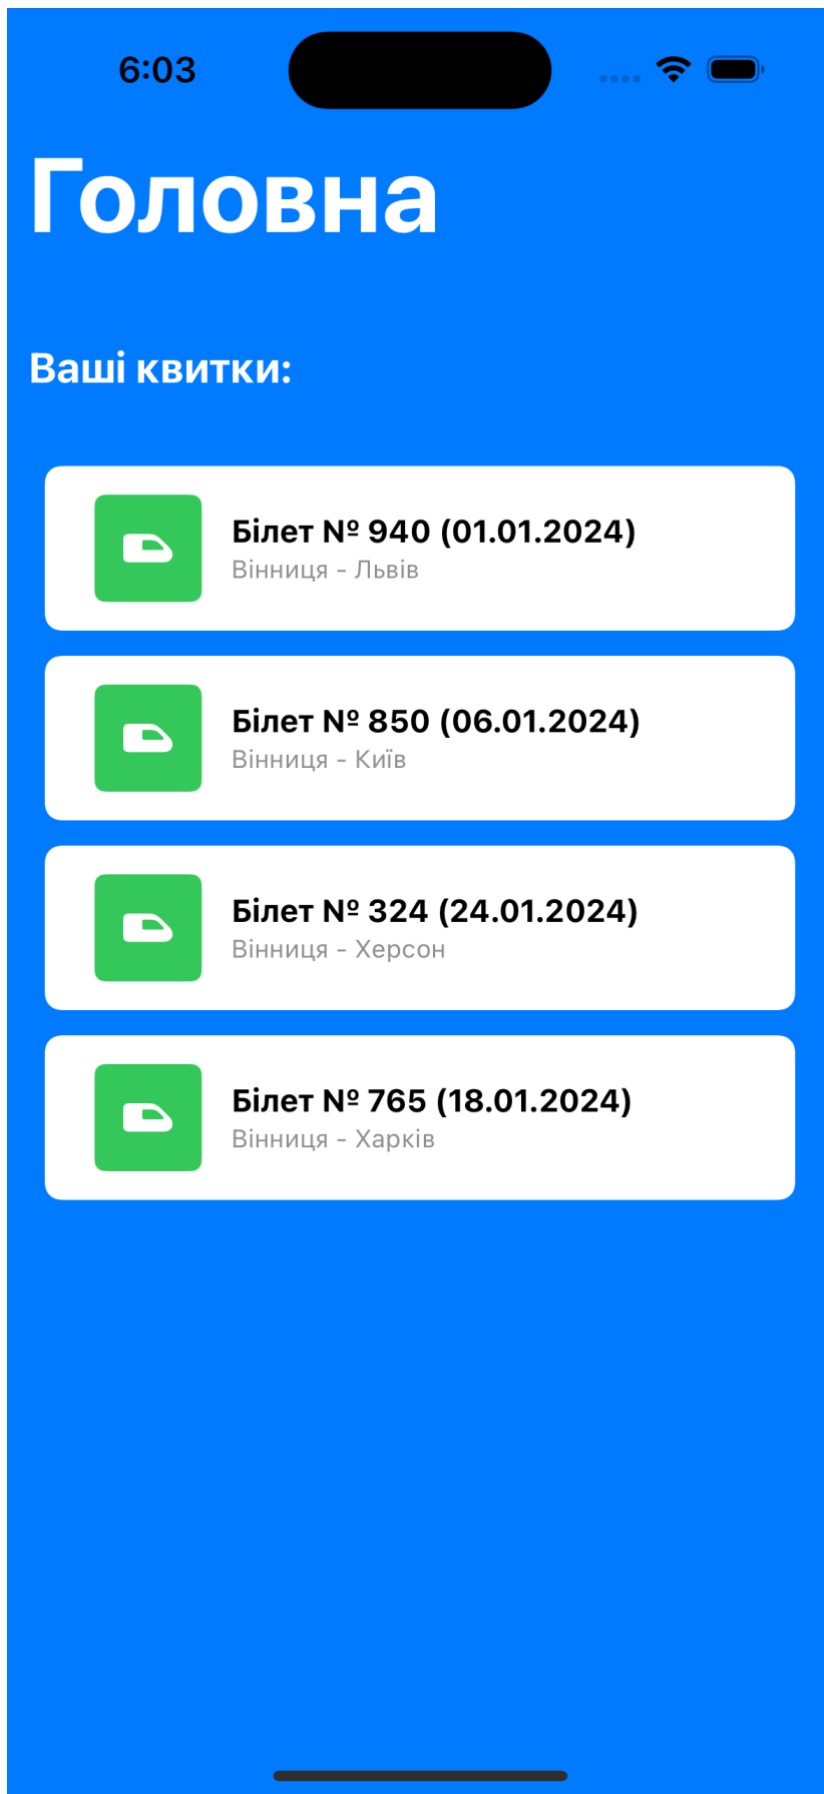 6:03
Головна
Ваші квитки:
Білет № 940 (01.01.2024)
Вінниця - Львів
Білет № 850 (06.01.2024)
Вінниця - Київ
Білет № 324 (24.01.2024)
Вінниця - Херсон
Білет № 765 (18.01.2024)
Вінниця - Харків